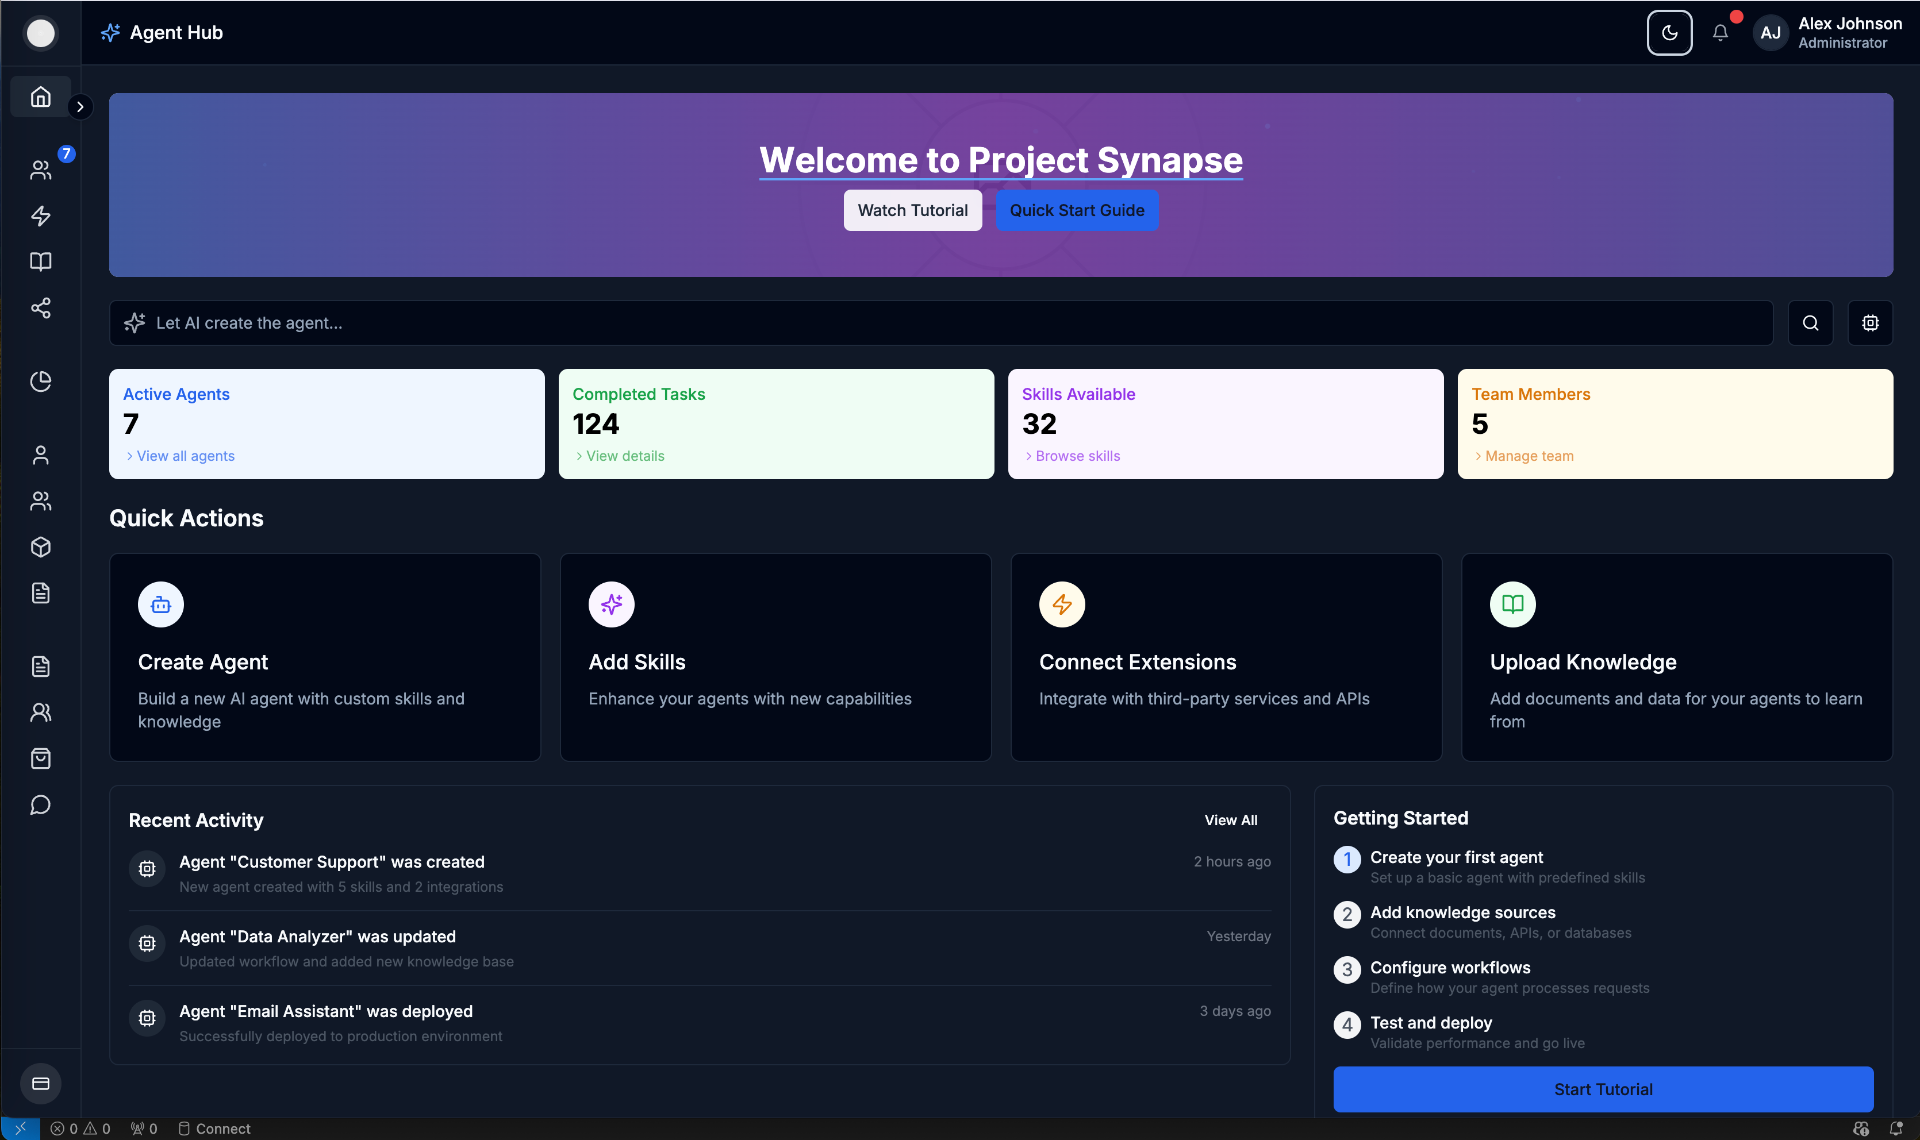 Agent Hub
AJ
Alex Johnson
Administrator
7
Welcome to Project Synapse
Watch Tutorial
Quick Start Guide
Let AI create the agent...
Active Agents
7
View all agents
Completed Tasks
124
View details
Skills Available
32
Browse skills
Team Members
5
Manage team
Quick Actions
Create Agent
Build a new AI agent with custom skills and
knowledge
Add Skills
Enhance your agents with new capabilities
Connect Extensions
Integrate with third-party services and APIs
Upload Knowledge
Add documents and data for your agents to learn
from
Recent Activity
View All
Agent "Customer Support" was created
2 hours ago
New agent created with 5 skills and 2 integrations
Agent "Data Analyzer" was updated
Yesterday
Updated workflow and added new knowledge base
Agent "Email Assistant" was deployed
3 days ago
Successfully deployed to production environment
Getting Started
1
Create your first agent
Set up a basic agent with predefined skills
2
Add knowledge sources
Connect documents, APIs, or databases
3
Configure workflows
Define how your agent processes requests
4
Test and deploy
Validate performance and go live
Start Tutorial
0 0 0 Connect